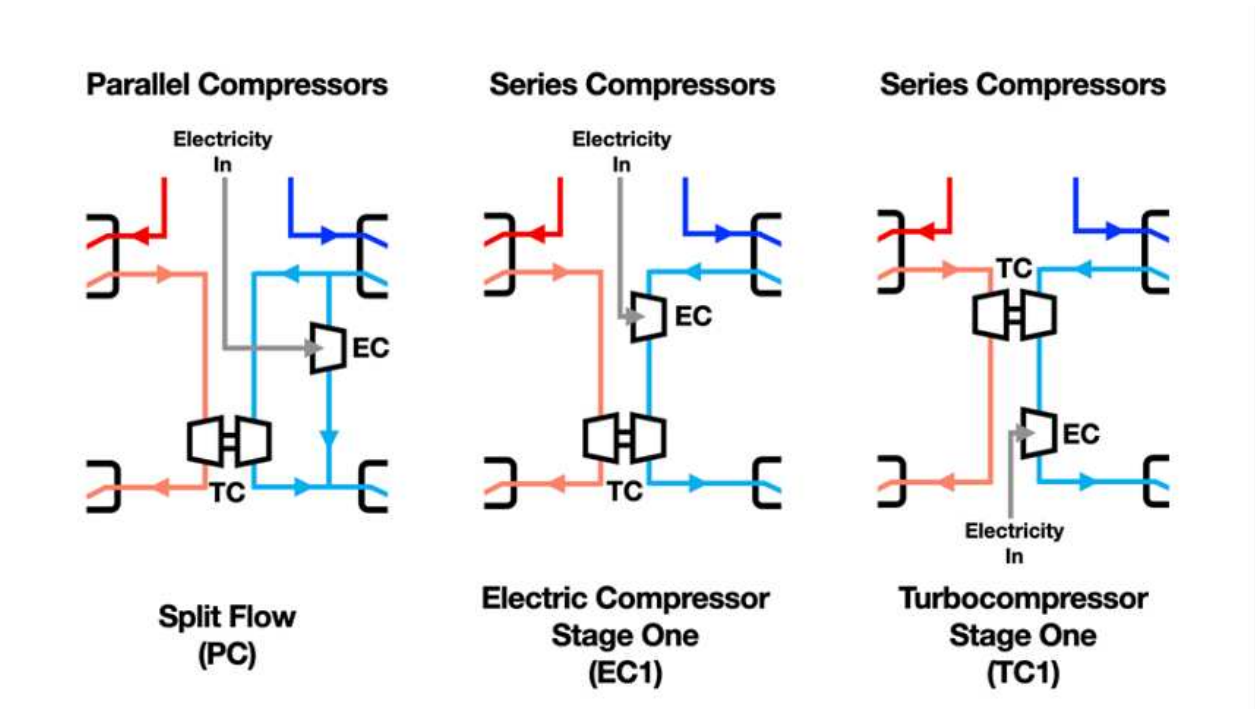 Parallel Compressors
Electricity
In
EC
TC
Split Flow
(PC)
Series Compressors
Electricity
In
EC
TC
Electric Compressor
Stage One
(EC1)
Series Compressors
TC
EC
Electricity
In
Turbocompressor
Stage One
(TC1)